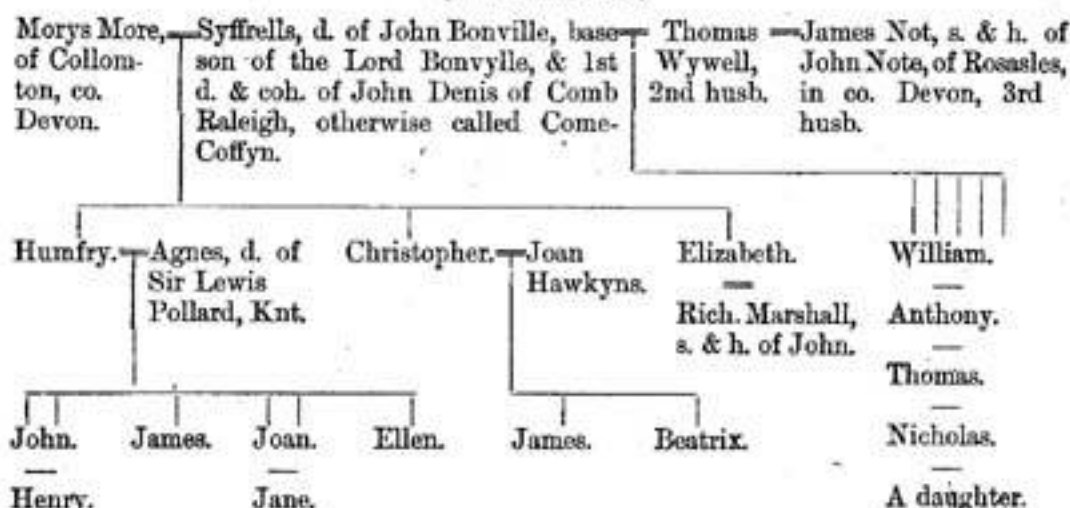 Morys More,
of Collom-
ton, co.
Devon.
Syffrells, d. of John Bonville, base
son of the Lord Bonvylle, & 1st
d. & coh. of John Denis of Comb
Raleigh, otherwise called Come-
Coffyn.
Thomas
Wywell,
2nd husb.
James Not, s. & h. of
John Note, of Rosasles,
in co. Devon, 3rd
husb.
Humfry.
Agnes, d. of
Sir Lewis
Pollard, Knt.
Christopher.
Joan
Hawkyns.
Elizabeth.
Rich. Marshall,
s. & h. of John.
William.
Anthony.
Thomas.
Nicholas.
A daughter.
John.
Henry.
James.
Joan.
Jane.
Ellen.
James.
Beatrix.